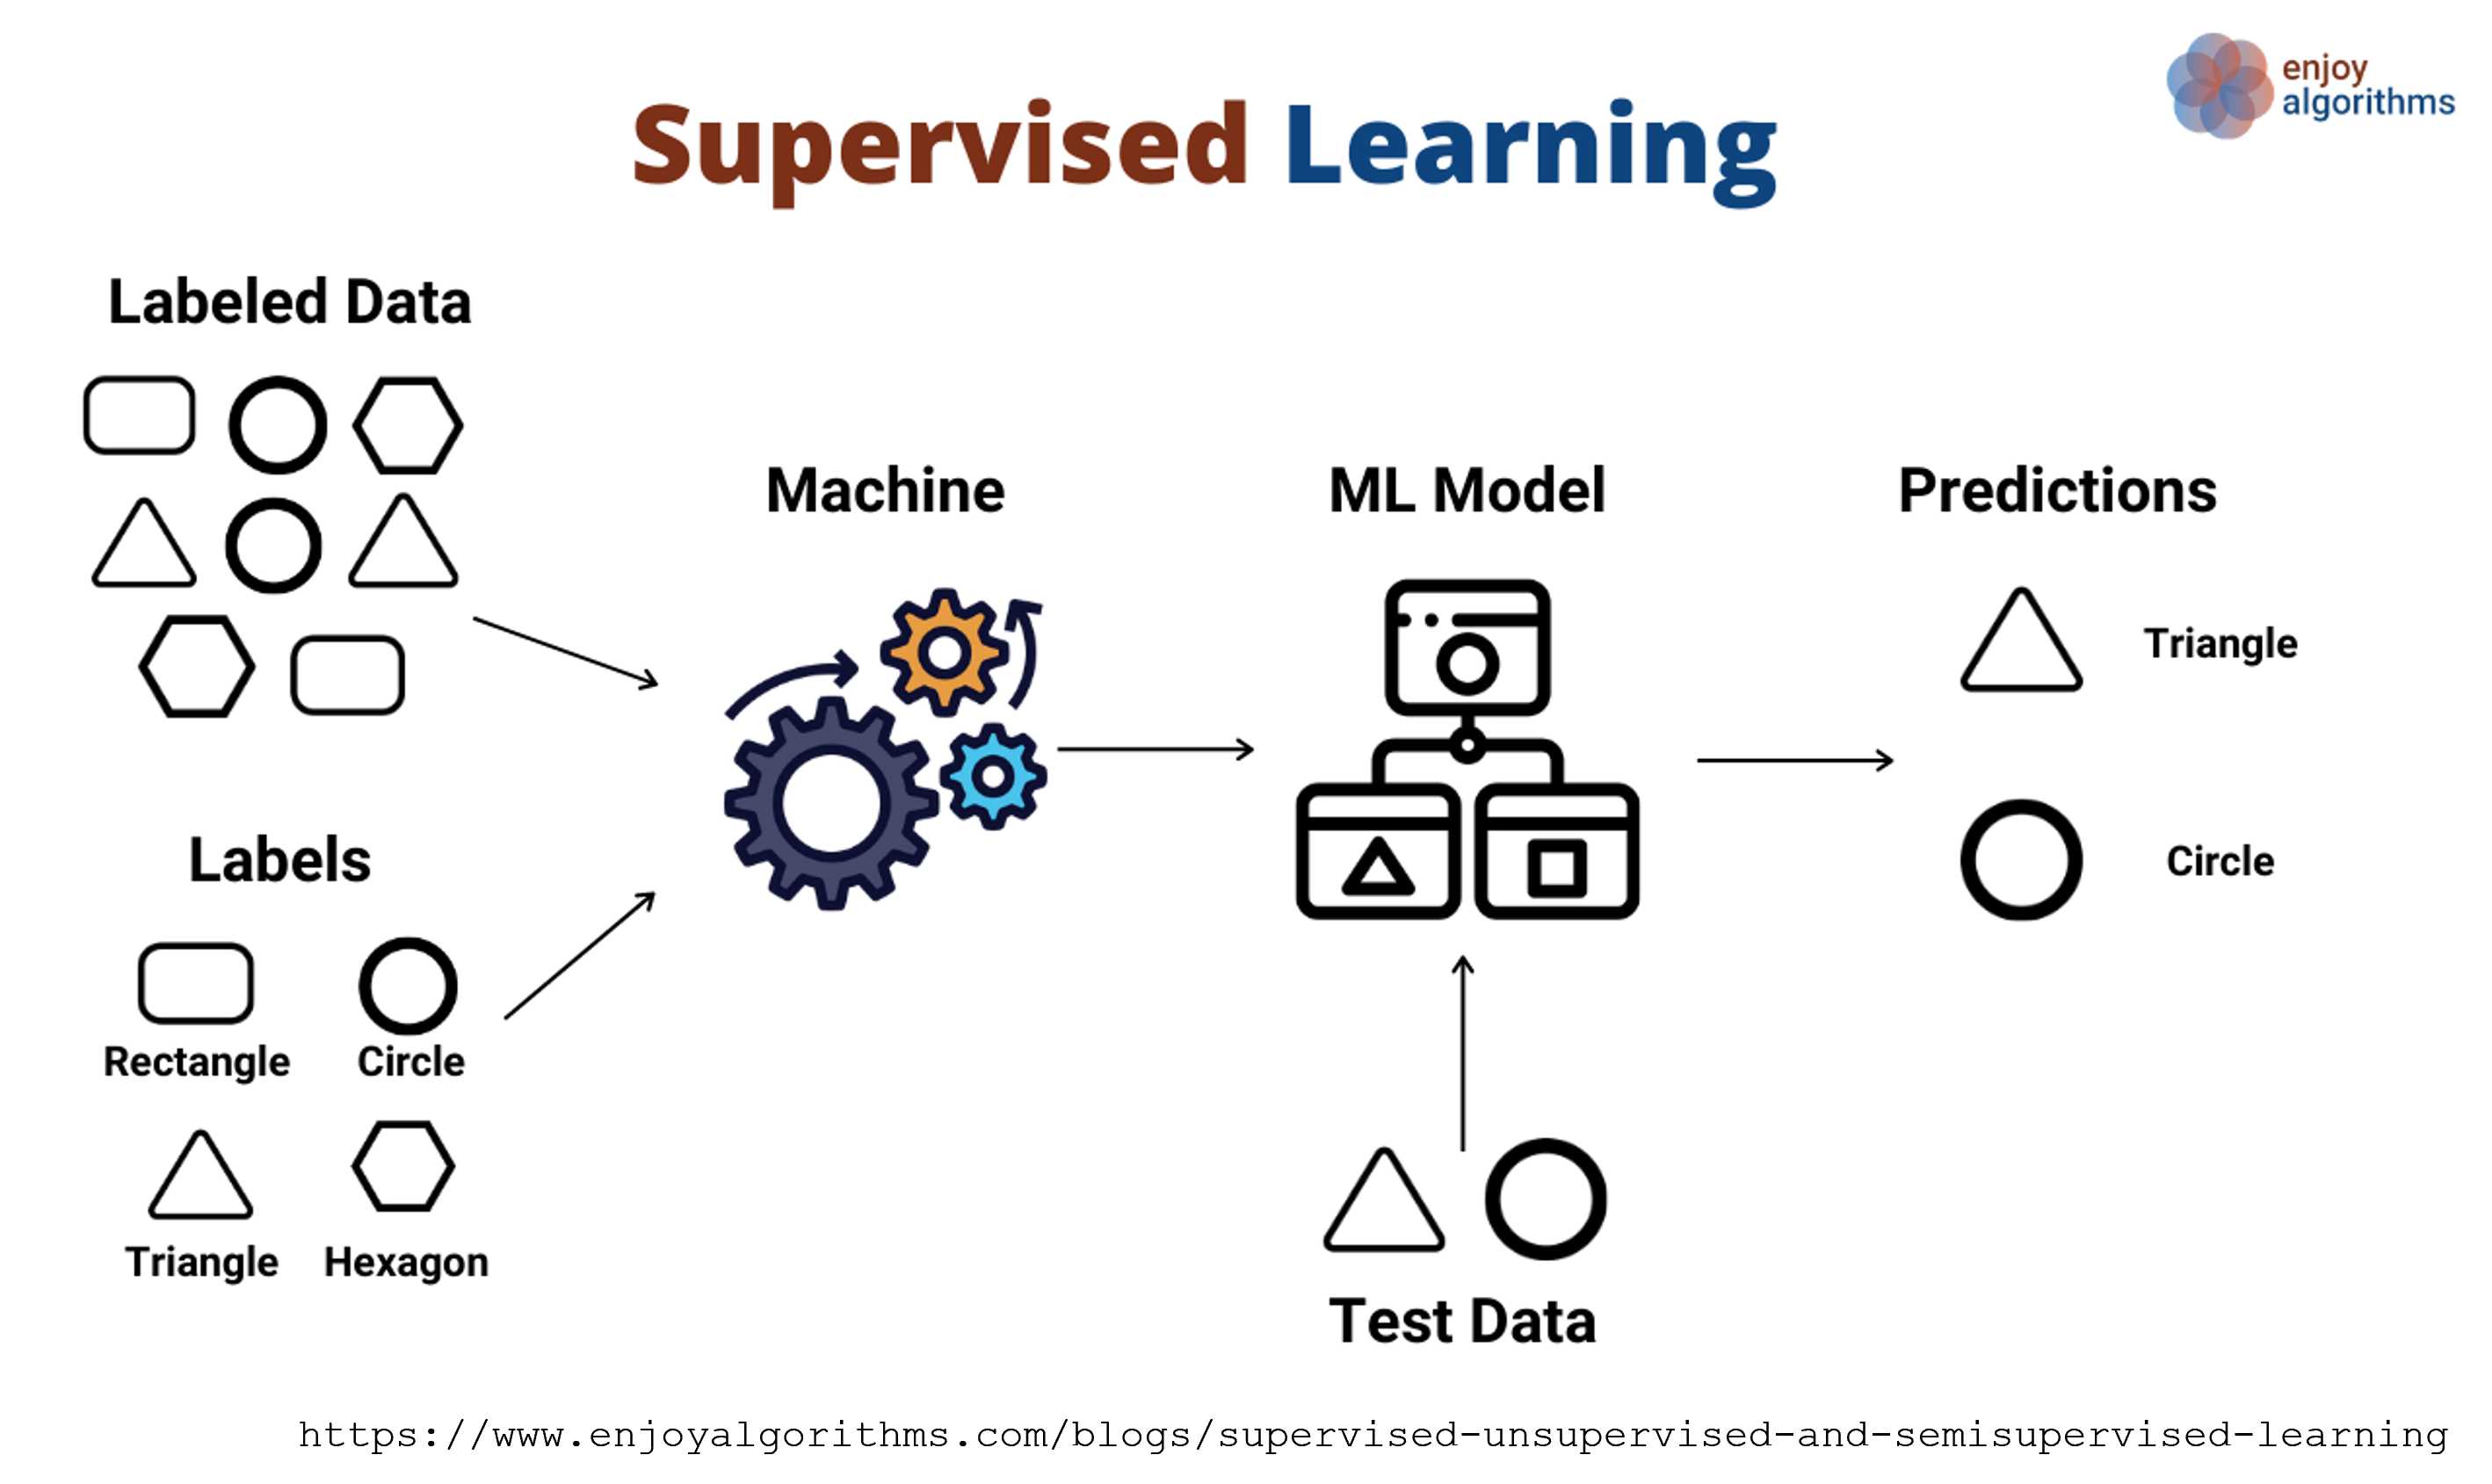 enjoy
algorithms
Supervised Learning
Labeled Data
Machine
ML Model
Predictions
Triangle
Circle
Labels
Rectangle
Circle
Triangle
Hexagon
Test Data
https://www.enjoyalgorithms.com/blogs/supervised-unsupervised-and-semisupervised-learning